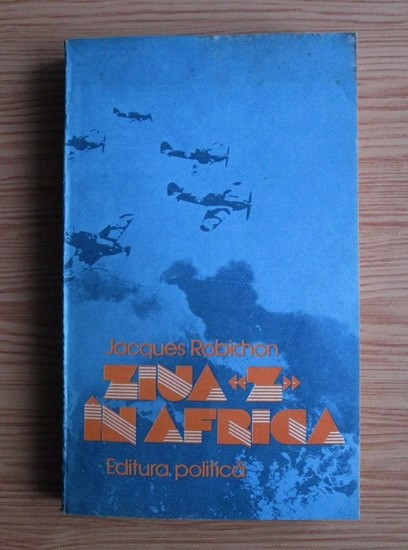 Jacques Robichon
ZIUA «Z»
ÎN AFRICA
Editura politică